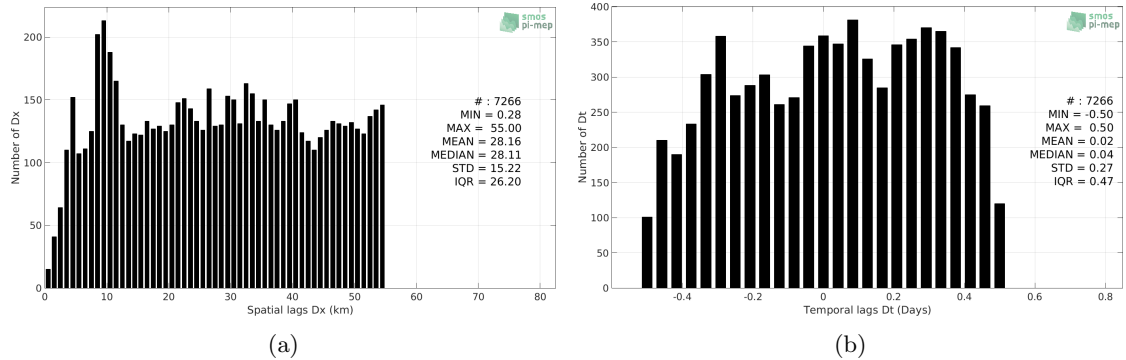 smos
pi-mep
200
150
100
50
0
Number of Dx
# : 7266
MIN = 0.28
MAX = 55.00
MEAN = 28.16
MEDIAN = 28.11
STD = 15.22
IQR = 26.20
0 10 20 30 40 50 60 70 80
Spatial lags Dx (km)
(a)
smos
pi-mep
400
350
300
250
200
150
100
50
0
Number of Dt
# : 7266
MIN = -0.50
MAX = 0.50
MEAN = 0.02
MEDIAN = 0.04
STD = 0.27
IQR = 0.47
-0.4 -0.2 0 0.2 0.4 0.6 0.8
Temporal lags Dt (Days)
(b)